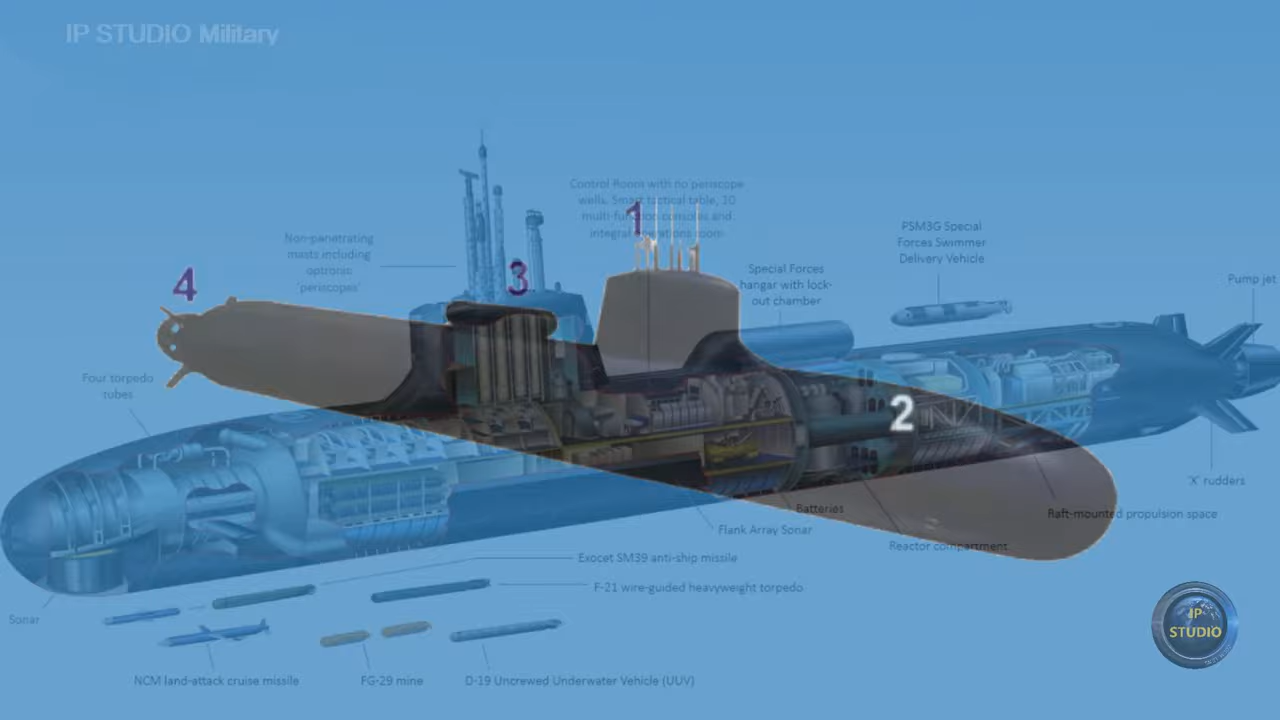 IP STUDIO Military
Control Room with no periscope
wells. Smart tactical table, 10
multi-function consoles and
integral operations room
1
Non-penetrating
masts including
optronic
'periscopes'
PSM3G Special
Forces Swimmer
Delivery Vehicle
Special Forces
hangar with lock-
out chamber
Pump jet
4
3
Four torpedo
tubes
2
'X' rudders
Batteries
Raft-mounted propulsion space
Flank Array Sonar
Reactor compartment
Exocet SM39 anti-ship missile
F-21 wire-guided heavyweight torpedo
Sonar
IP
STUDIO
NCM land-attack cruise missile
FG-29 mine
D-19 Uncrewed Underwater Vehicle (UUV)